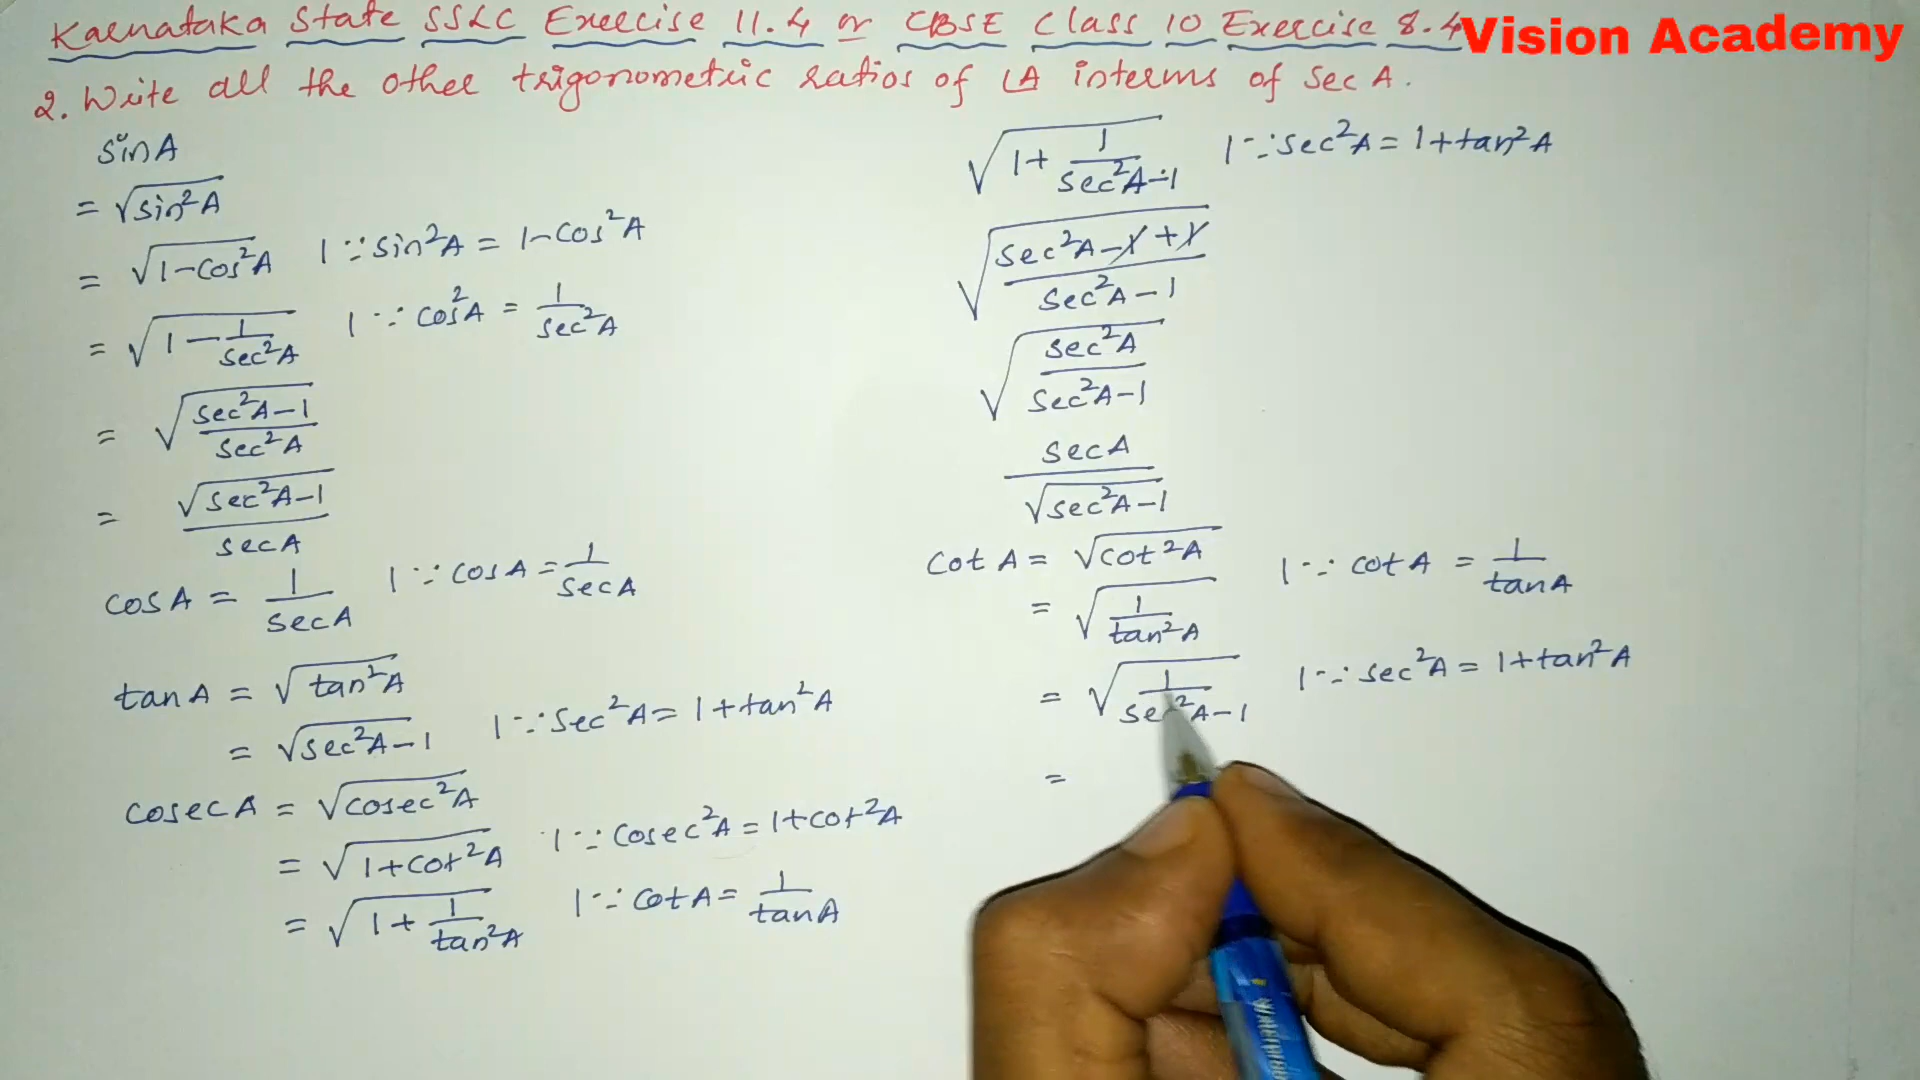 Karnataka State SSLC Exercise 11.4 or CBSE Class 10 Exercise 8.4
Vision Academy
2. Write all the other trigonometric ratios of ∠A interms of Sec A.
sinA
= √sin²A
= √1-cos²A | ∵ sin²A = 1-cos²A
= √1 - 1/sec²A | ∵ cos²A = 1/sec²A
= √sec²A-1/sec²A
= √sec²A-1/secA
cosA = 1/secA | ∵ cosA = 1/secA
tanA = √tan²A
= √sec²A-1 | ∵ sec²A = 1+tan²A
cosecA = √cosec²A
= √1+cot²A | ∵ cosec²A = 1+cot²A
= √1+1/tan²A | ∵ cotA = 1/tanA
√1+1/sec²A-1 | ∵ sec²A = 1+tan²A
√sec²A-1+1/sec²A-1
√sec²A/sec²A-1
secA/√sec²A-1
cotA = √cot²A | ∵ cotA = 1/tanA
= √1/tan²A
= √1/sec²A-1 | ∵ sec²A = 1+tan²A
=